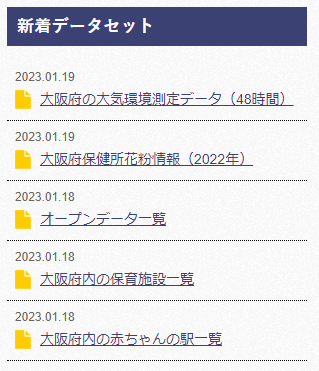 新着データセット
2023.01.19
大阪府の大気環境測定データ（48時間）
2023.01.19
大阪府保健所花粉情報（2022年）
2023.01.18
オープンデータ一覧
2023.01.18
大阪府内の保育施設一覧
2023.01.18
大阪府内の赤ちゃんの駅一覧